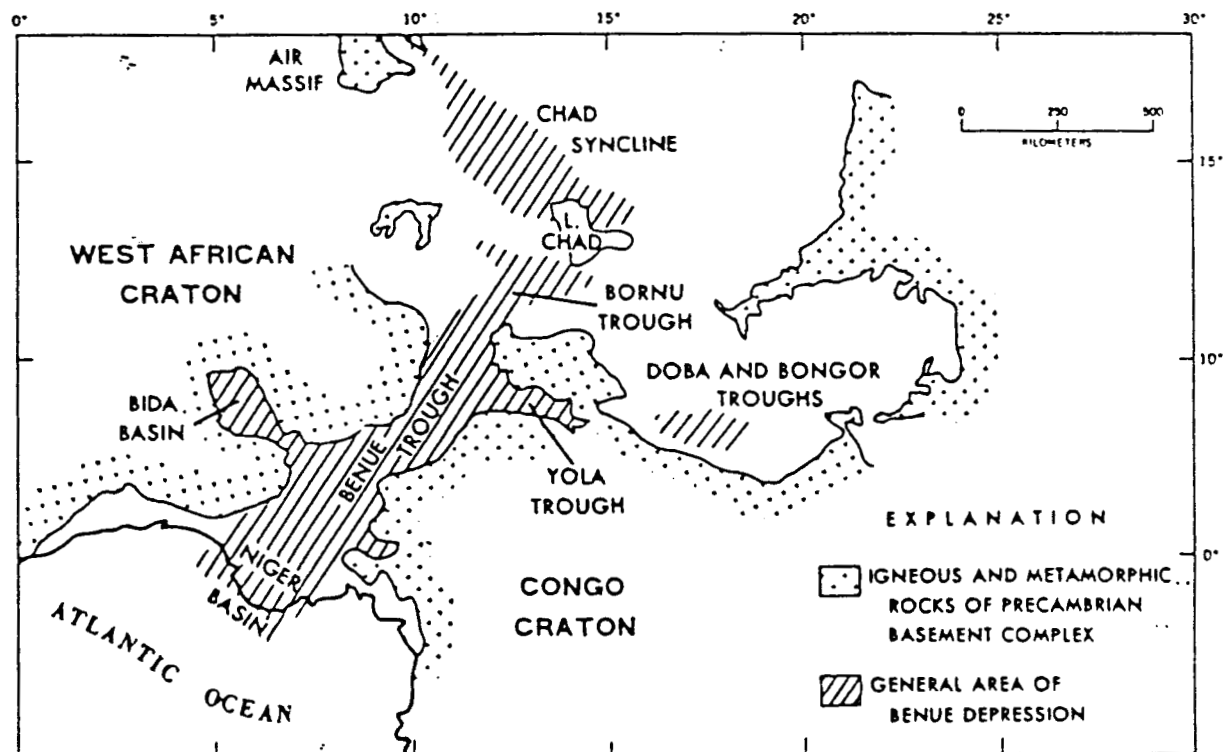 0° 5° 10° 15° 20° 25° 30°
AIR
MASSIF
CHAD
SYNCLINE
0 250 500
KILOMETERS
15°
L.
CHAD
WEST AFRICAN
CRATON
BORNU
TROUGH
10°
DOBA AND BONGOR
TROUGHS
BIDA
BASIN
BENUE
TROUGH
YOLA
TROUGH
EXPLANATION
0°
NIGER
BASIN
IGNEOUS AND METAMORPHIC
ROCKS OF PRECAMBRIAN
BASEMENT COMPLEX
CONGO
CRATON
ATLANTIC OCEAN
GENERAL AREA OF
BENUE DEPRESSION